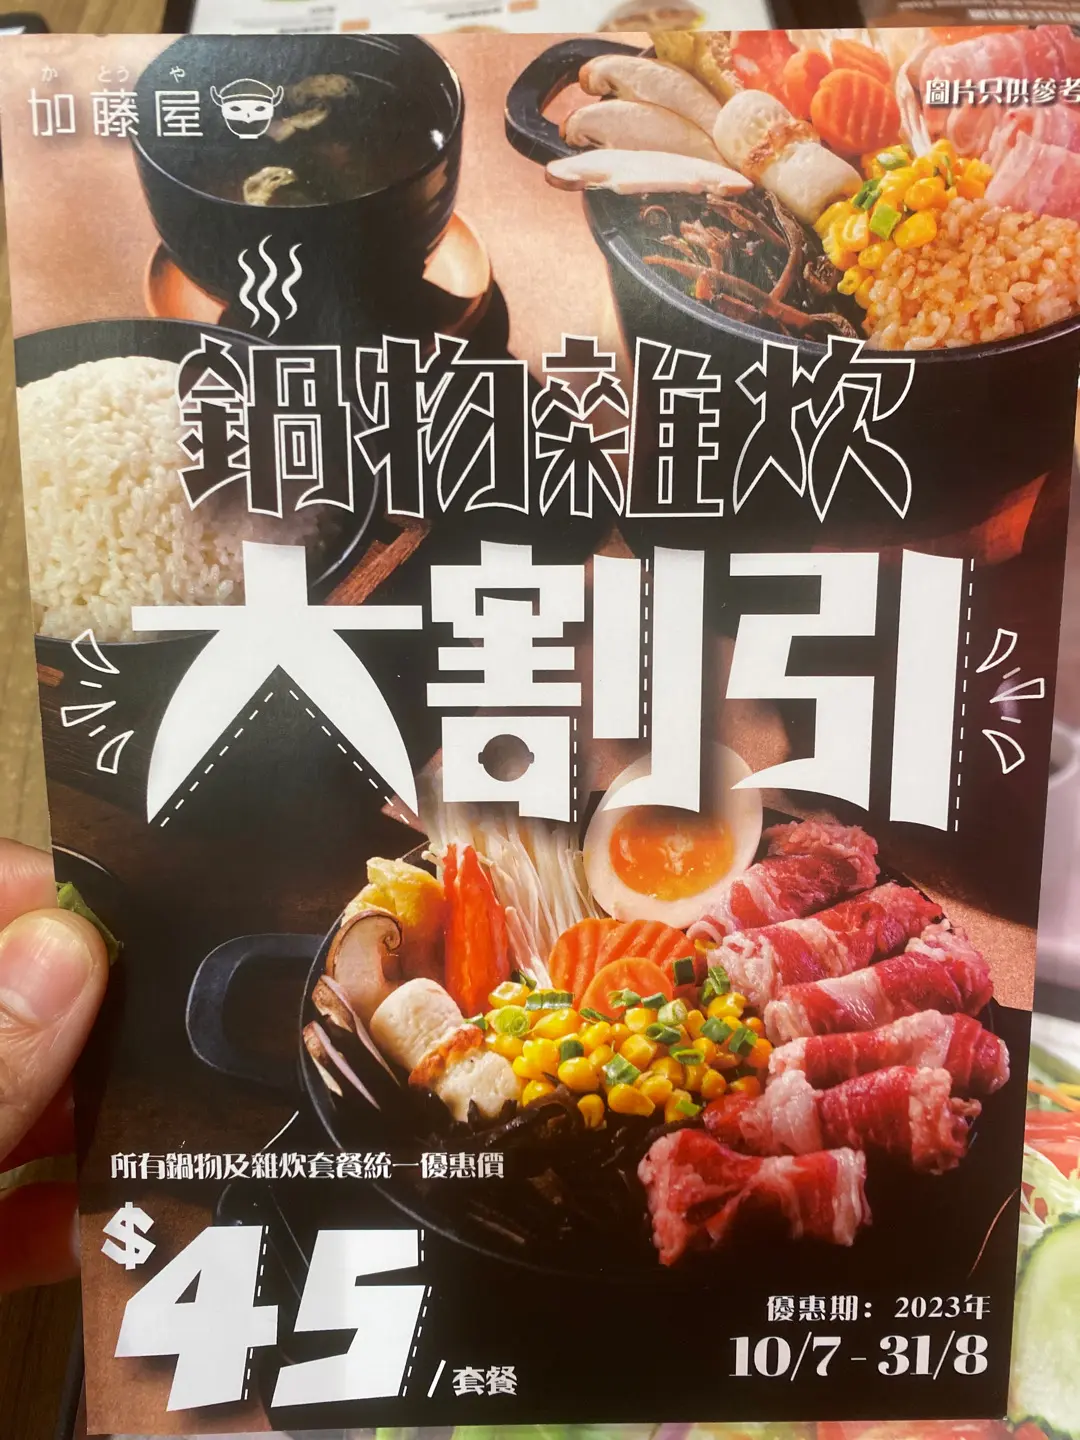 か とう や
加藤屋
圖片只供參考
鍋物雜炊
大割引
所有鍋物及雜炊套餐統一優惠價
$45/套餐
優惠期： 2023年
10/7 - 31/8